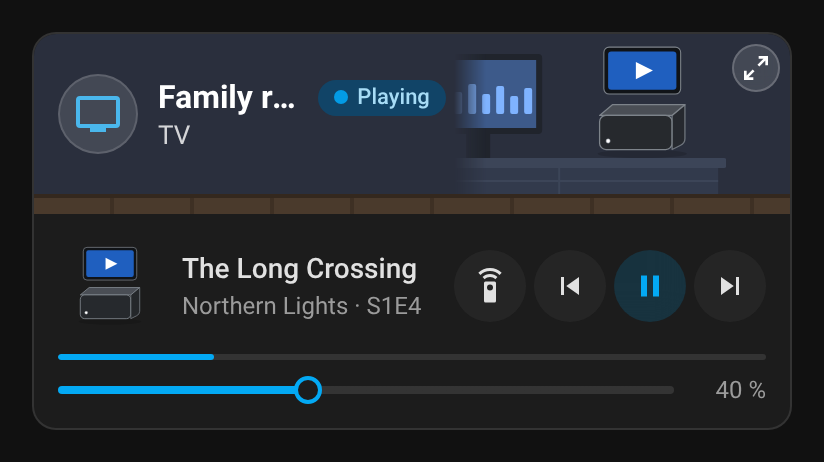 Family r...
Playing
TV
The Long Crossing
Northern Lights · S1E4
40 %